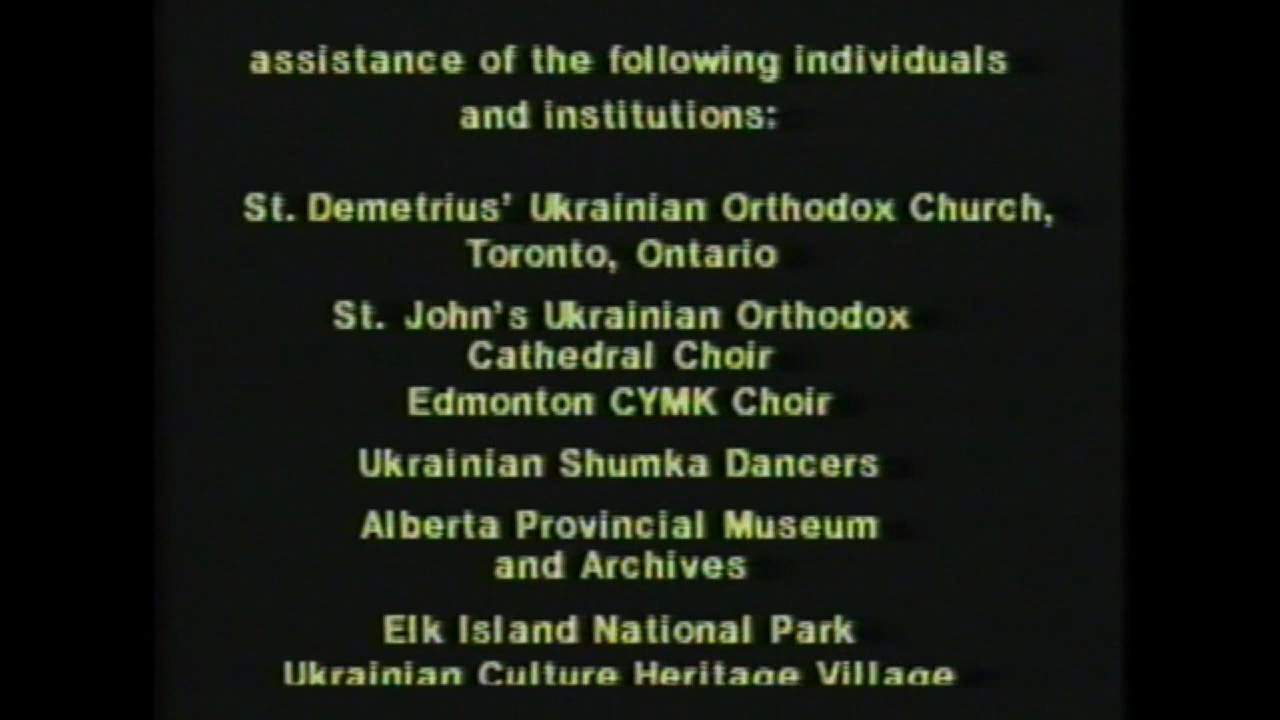 assistance of the following individuals
and institutions:
St. Demetrius' Ukrainian Orthodox Church,
Toronto, Ontario
St. John's Ukrainian Orthodox
Cathedral Choir
Edmonton CYMK Choir
Ukrainian Shumka Dancers
Alberta Provincial Museum
and Archives
Elk Island National Park
Ukrainian Culture Heritage Village